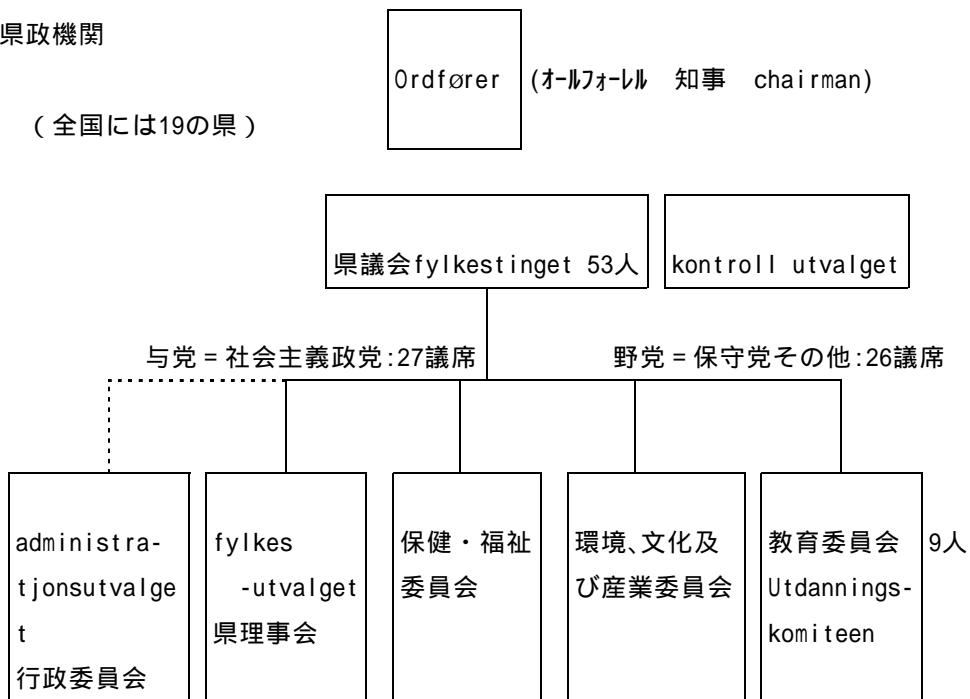 県政機関
Ordfører (ｵｰﾙﾌｫｰﾚﾙ 知事 chairman)
（全国には19の県）
県議会fylkestinget 53人
kontroll utvalget
与党＝社会主義政党:27議席
野党＝保守党その他:26議席
administra-
tjonsutvalge
t
行政委員会
fylkes
-utvalget
県理事会
保健・福祉
委員会
環境､文化及
び産業委員会
教育委員会
Utdannings-
komiteen
9人